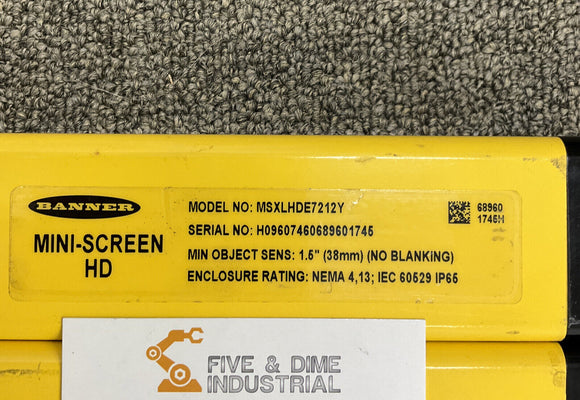 BANNER
MINI-SCREEN
HD
MODEL NO: MSXLHDE7212Y
SERIAL NO: H09607460689601745
MIN OBJECT SENS: 1.5" (38mm) (NO BLANKiNG)
ENCLOSURE RATING: NEMA 4,13; IEC 60529 IP65
68960
1745H
FIVE & DIME
INDUSTRIAL